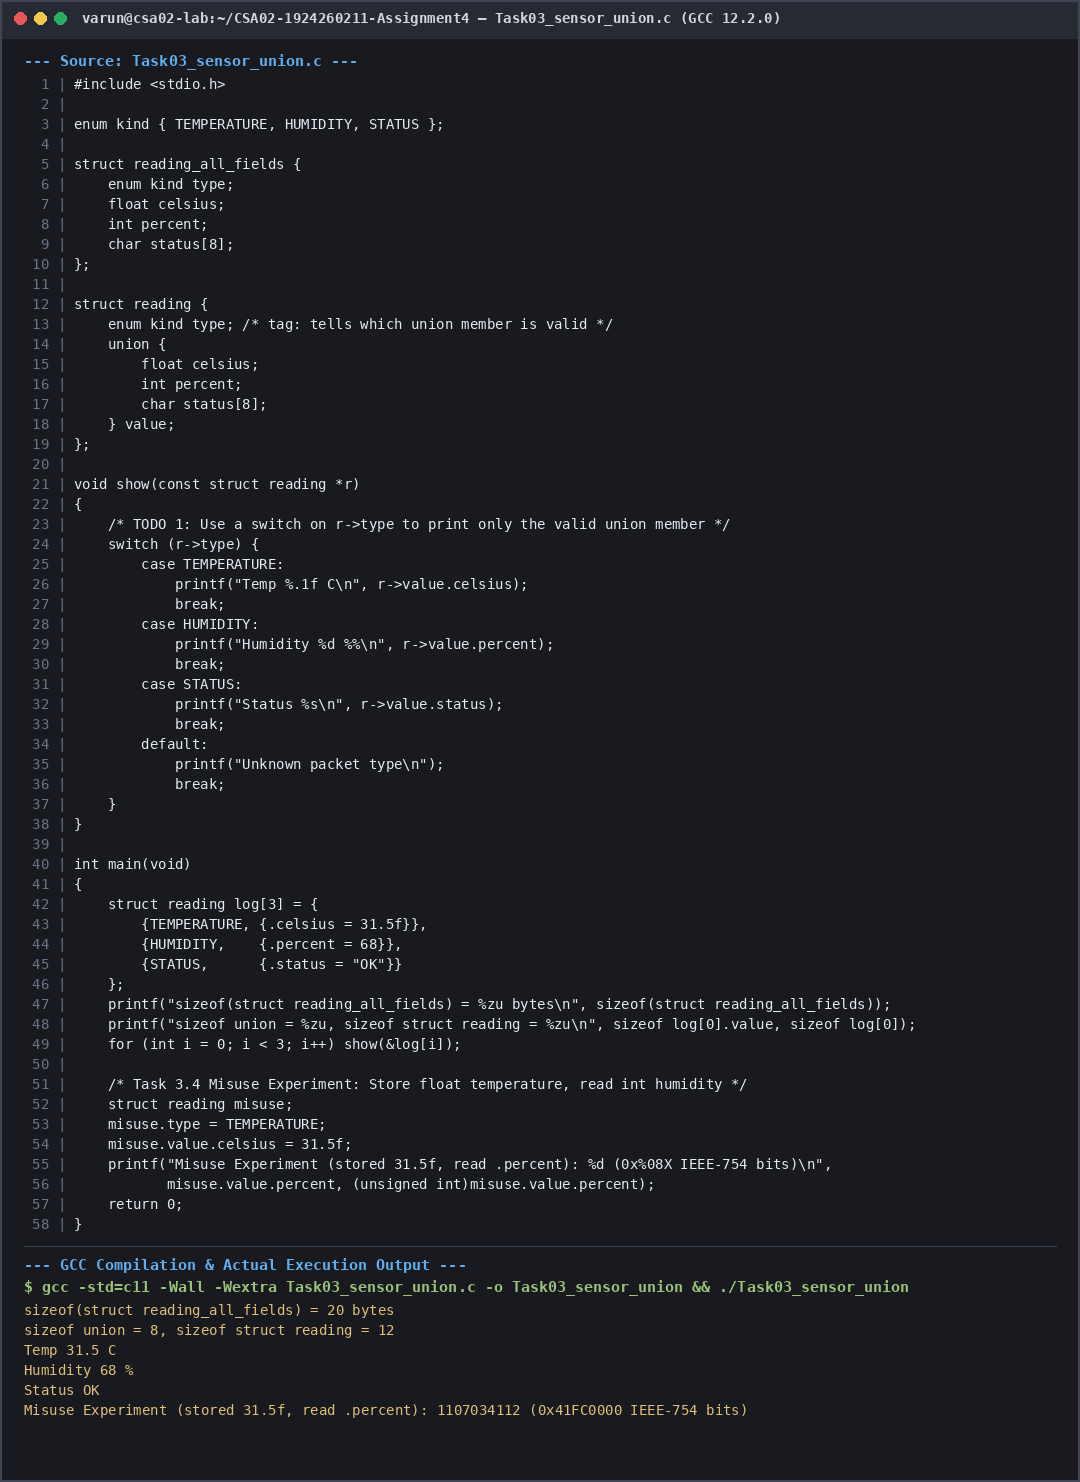 varun@csa02-lab:~/CSA02-1924260211-Assignment4 — Task03_sensor_union.c (GCC 12.2.0)
--- Source: Task03_sensor_union.c ---
1 | #include <stdio.h>
2 |
3 | enum kind { TEMPERATURE, HUMIDITY, STATUS };
4 |
5 | struct reading_all_fields {
6 |     enum kind type;
7 |     float celsius;
8 |     int percent;
9 |     char status[8];
10 | };
11 |
12 | struct reading {
13 |     enum kind type; /* tag: tells which union member is valid */
14 |     union {
15 |         float celsius;
16 |         int percent;
17 |         char status[8];
18 |     } value;
19 | };
20 |
21 | void show(const struct reading *r)
22 | {
23 |     /* TODO 1: Use a switch on r->type to print only the valid union member */
24 |     switch (r->type) {
25 |         case TEMPERATURE:
26 |             printf("Temp %.1f C\n", r->value.celsius);
27 |             break;
28 |         case HUMIDITY:
29 |             printf("Humidity %d %%\n", r->value.percent);
30 |             break;
31 |         case STATUS:
32 |             printf("Status %s\n", r->value.status);
33 |             break;
34 |         default:
35 |             printf("Unknown packet type\n");
36 |             break;
37 |     }
38 | }
39 |
40 | int main(void)
41 | {
42 |     struct reading log[3] = {
43 |         {TEMPERATURE, {.celsius = 31.5f}},
44 |         {HUMIDITY,    {.percent = 68}},
45 |         {STATUS,      {.status = "OK"}}
46 |     };
47 |     printf("sizeof(struct reading_all_fields) = %zu bytes\n", sizeof(struct reading_all_fields));
48 |     printf("sizeof union = %zu, sizeof struct reading = %zu\n", sizeof log[0].value, sizeof log[0]);
49 |     for (int i = 0; i < 3; i++) show(&log[i]);
50 |
51 |     /* Task 3.4 Misuse Experiment: Store float temperature, read int humidity */
52 |     struct reading misuse;
53 |     misuse.type = TEMPERATURE;
54 |     misuse.value.celsius = 31.5f;
55 |     printf("Misuse Experiment (stored 31.5f, read .percent): %d (0x%08X IEEE-754 bits)\n",
56 |            misuse.value.percent, (unsigned int)misuse.value.percent);
57 |     return 0;
58 | }
--- GCC Compilation & Actual Execution Output ---
$ gcc -std=c11 -Wall -Wextra Task03_sensor_union.c -o Task03_sensor_union && ./Task03_sensor_union
sizeof(struct reading_all_fields) = 20 bytes
sizeof union = 8, sizeof struct reading = 12
Temp 31.5 C
Humidity 68 %
Status OK
Misuse Experiment (stored 31.5f, read .percent): 1107034112 (0x41FC0000 IEEE-754 bits)